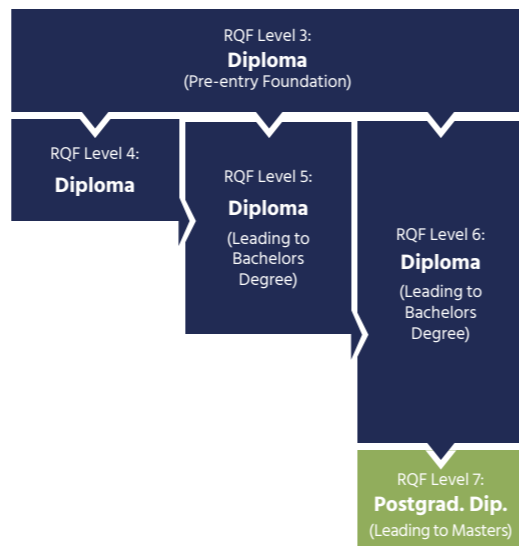 RQF Level 3:
Diploma
(Pre-entry Foundation)
RQF Level 4:
Diploma
RQF Level 5:
Diploma
(Leading to
Bachelors
Degree)
RQF Level 6:
Diploma
(Leading to
Bachelors
Degree)
RQF Level 7:
Postgrad. Dip.
(Leading to Masters)